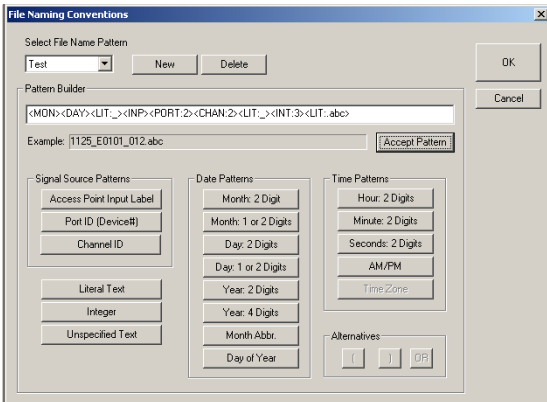 File Naming Conventions
Select File Name Pattern
Test New Delete OK
Cancel
Pattern Builder
<MON><DAY><LIT:_><INP><PORT:2><CHAN:2><LIT:_><INT:3><LIT:.abc>
Example: 1125_E0101_012.abc Accept Pattern
Signal Source Patterns Date Patterns Time Patterns
Access Point Input Label Month: 2 Digit Hour: 2 Digits
Port ID (Device#) Month: 1 or 2 Digits Minute: 2 Digits
Channel ID Day: 2 Digits Seconds: 2 Digits
Day: 1 or 2 Digits AM/PM
Literal Text Year: 2 Digits Time Zone
Integer Year: 4 Digits
Unspecified Text Month Abbr. Alternatives
Day of Year ( ) OR